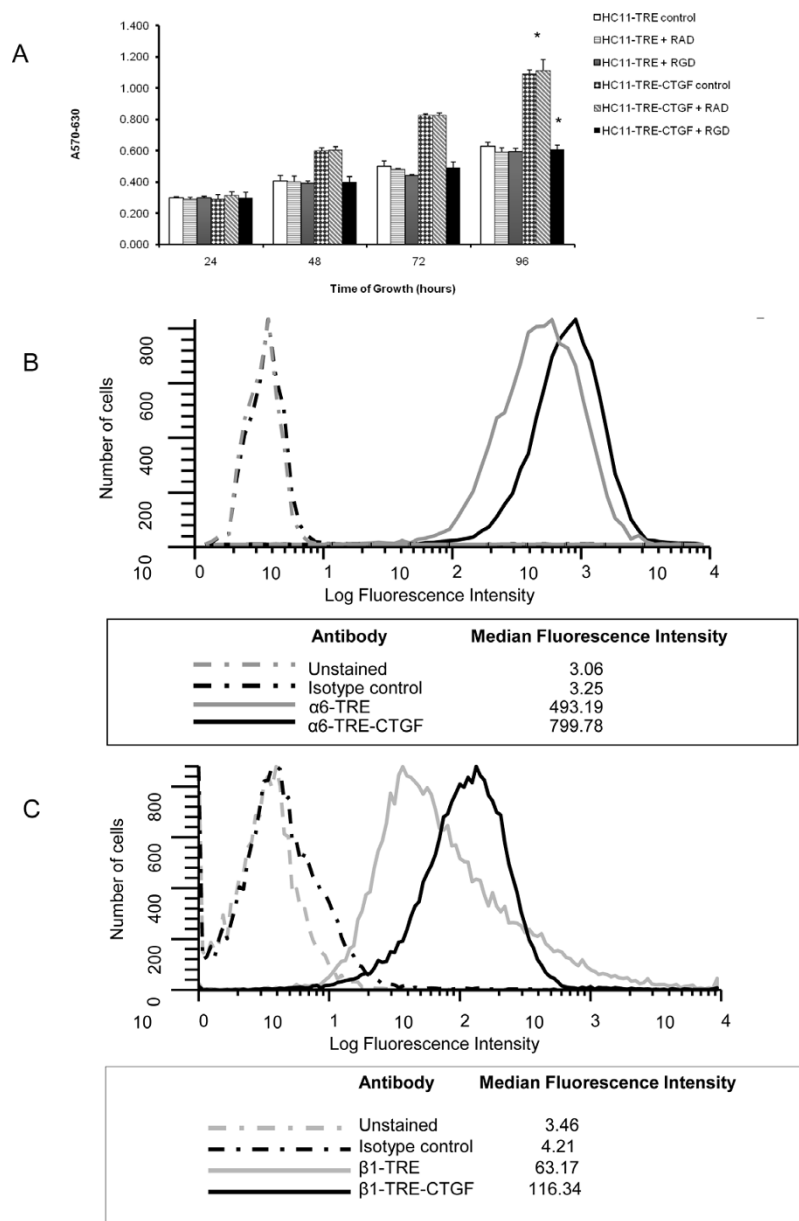 A
1.400
1.200
1.000
0.800
0.600
0.400
0.200
0.000
A570-630
24 48 72 96
Time of Growth (hours)
* *
HC11-TRE control
HC11-TRE + RAD
HC11-TRE + RGD
HC11-TRE-CTGF control
HC11-TRE-CTGF + RAD
HC11-TRE-CTGF + RGD
B
Number of cells
800
600
400
200
0
10 0 10 1 10 2 10 3 10 4
Log Fluorescence Intensity
Antibody Median Fluorescence Intensity
Unstained 3.06
Isotype control 3.25
α6-TRE 493.19
α6-TRE-CTGF 799.78
C
Number of cells
800
600
400
200
0
10 0 10 1 10 2 10 3 10 4
Log Fluorescence Intensity
Antibody Median Fluorescence Intensity
Unstained 3.46
Isotype control 4.21
β1-TRE 63.17
β1-TRE-CTGF 116.34